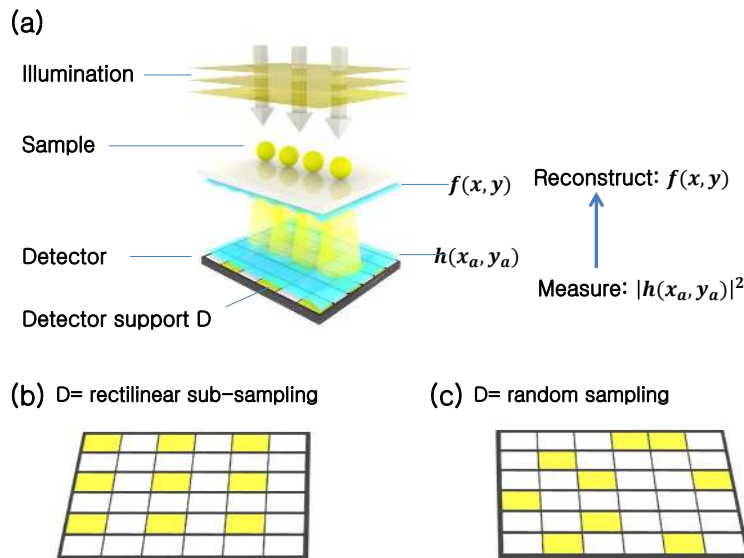 (a)
Illumination
Sample
f(x, y)
Reconstruct: f(x, y)
Detector
h(xₐ, yₐ)
Measure: |h(xₐ, yₐ)|²
Detector support D
(b) D= rectilinear sub-sampling
(c) D= random sampling